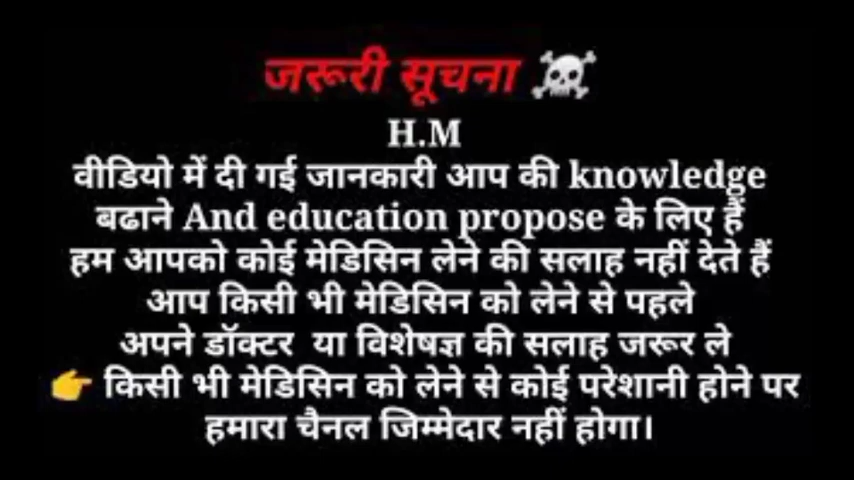 जरूरी सूचना ☠
H.M
वीडियो में दी गई जानकारी आप की knowledge
बढाने And education propose के लिए हैं
हम आपको कोई मेडिसिन लेने की सलाह नहीं देते हैं
आप किसी भी मेडिसिन को लेने से पहले
अपने डॉक्टर या विशेषज्ञ की सलाह जरूर ले
👉 किसी भी मेडिसिन को लेने से कोई परेशानी होने पर
हमारा चैनल जिम्मेदार नहीं होगा।